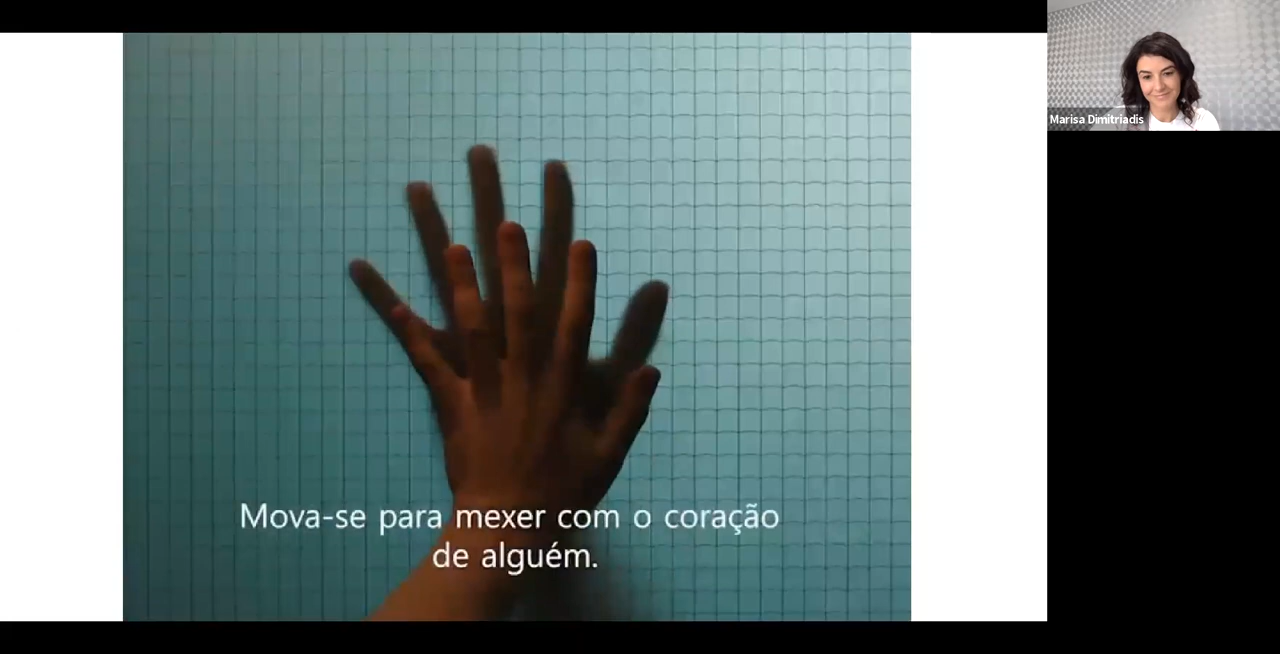 Marisa Dimitriadis
Mova-se para mexer com o coração
de alguém.